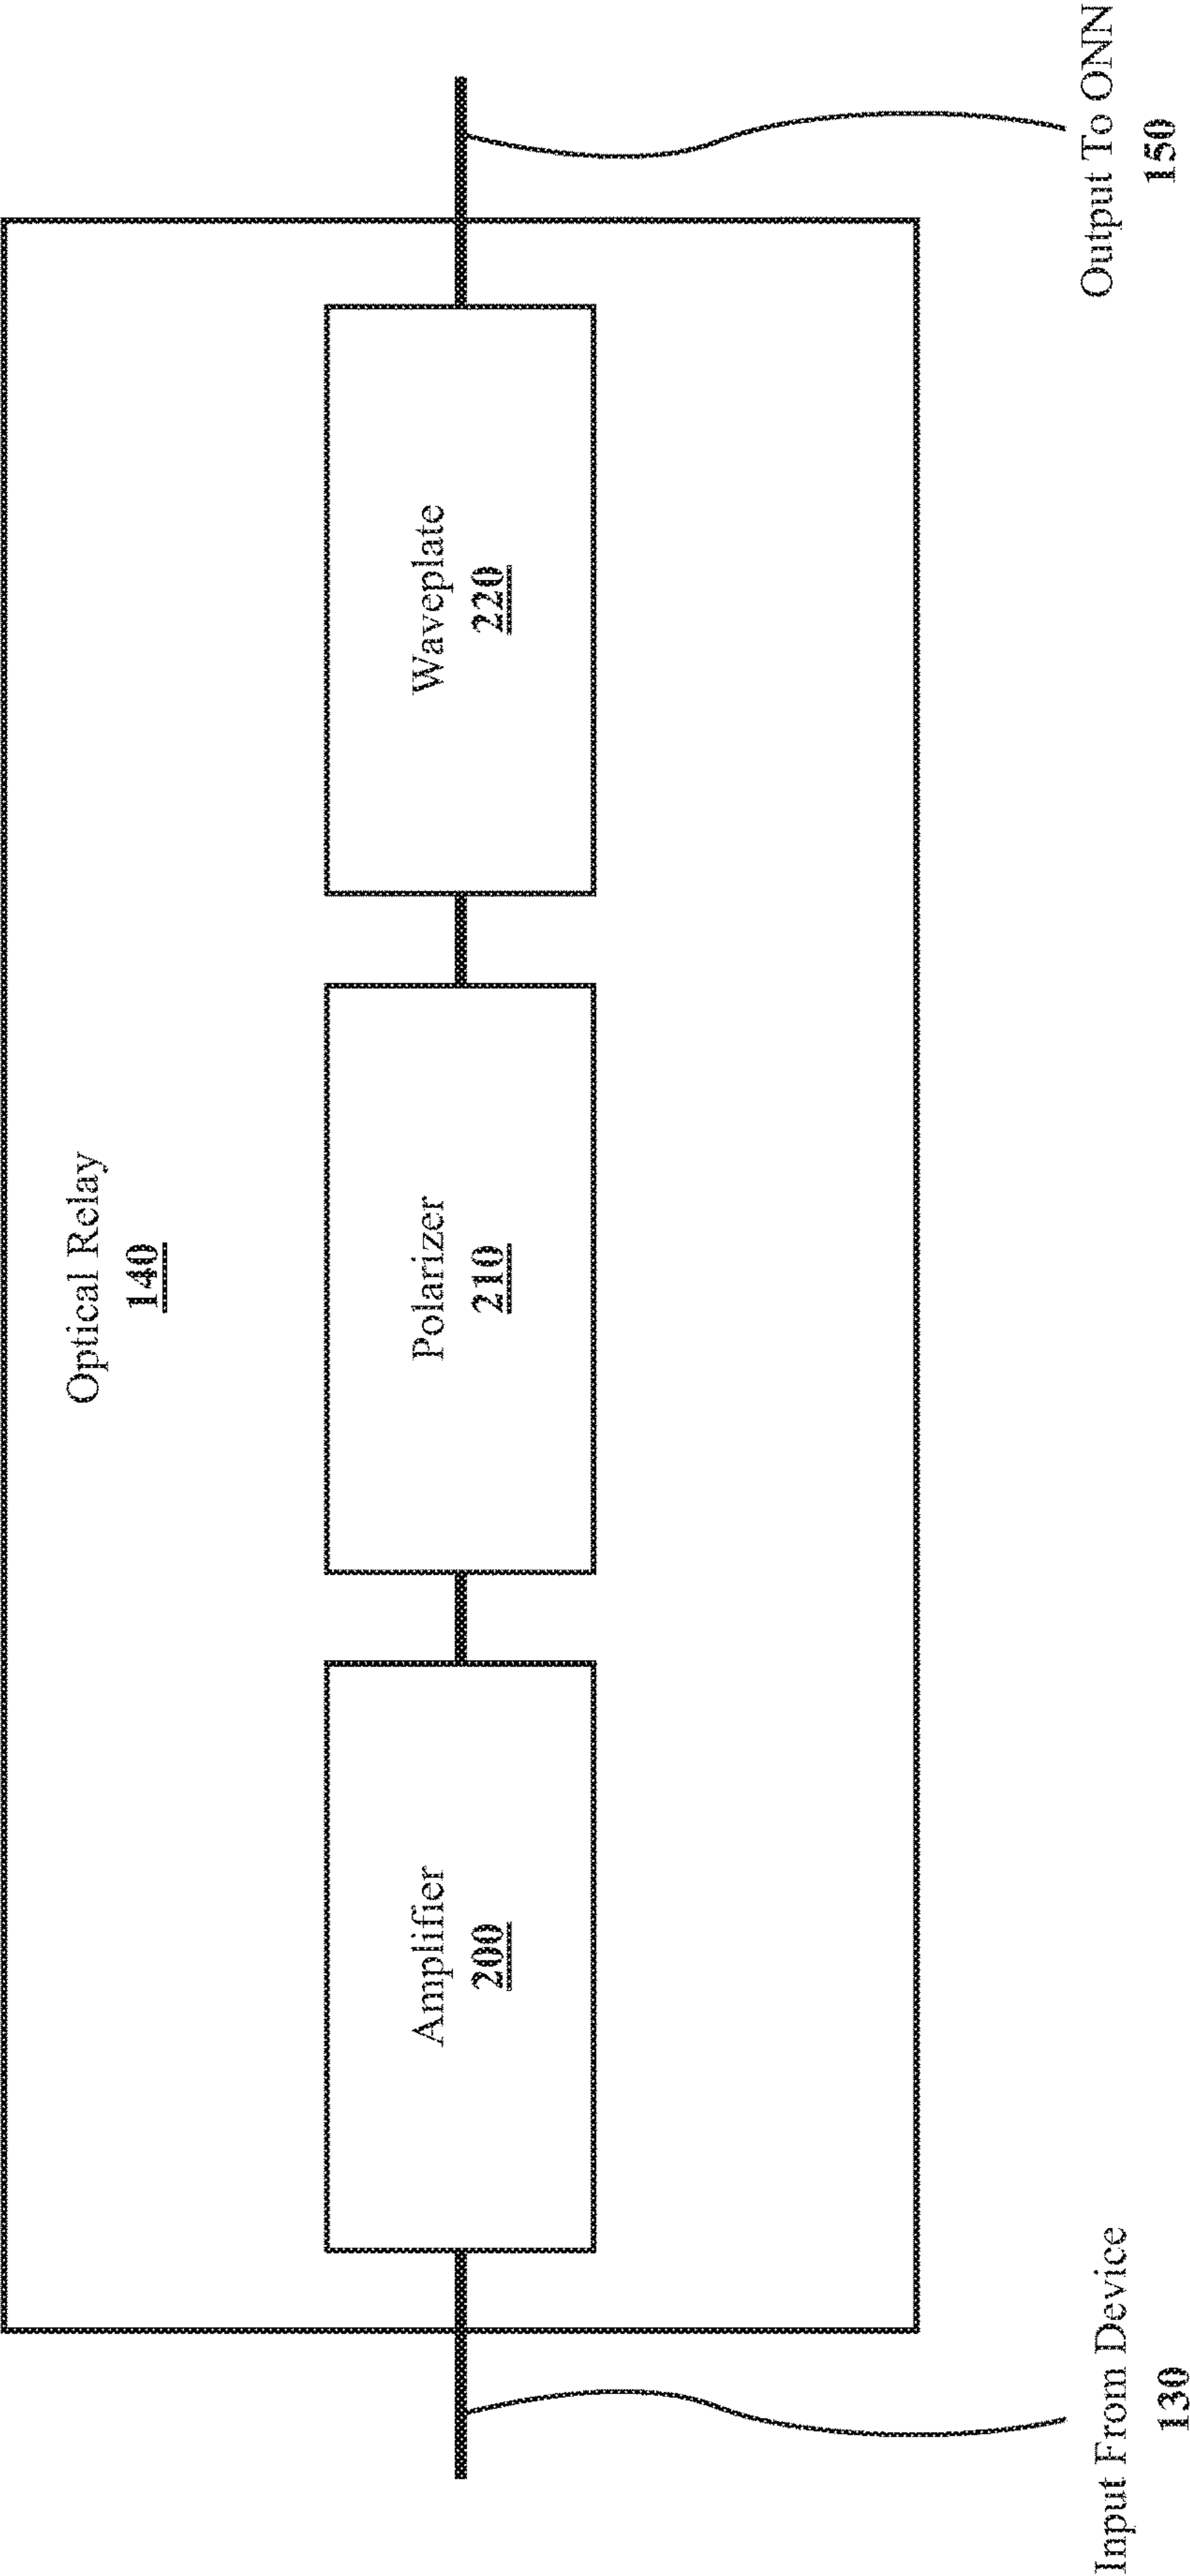 Optical Relay
140
Amplifier
200
Polarizer
210
Waveplate
220
Input From Device
130
Output To ONN
150